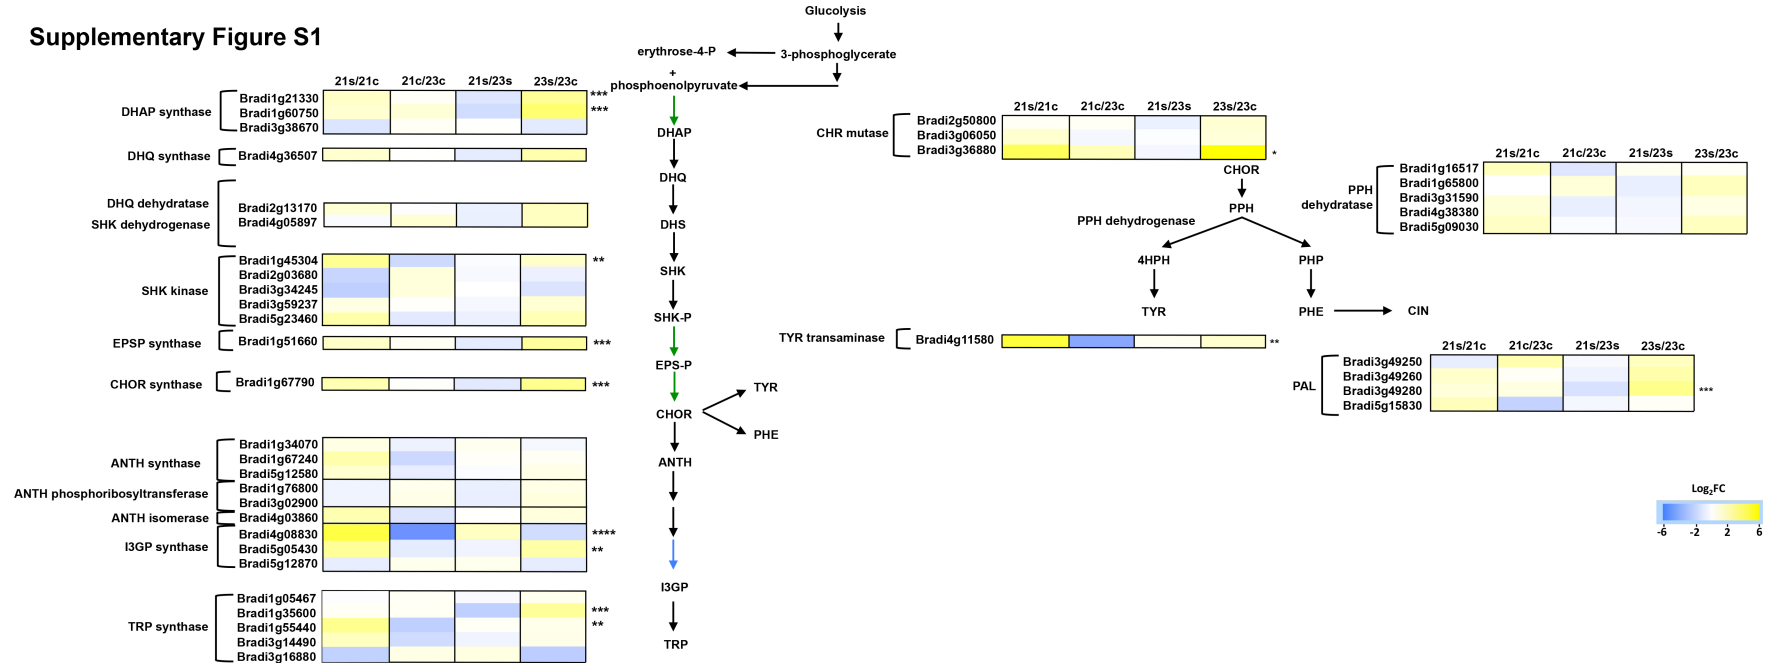 Supplementary Figure S1
Glucolysis
erythrose-4-P
3-phosphoglycerate
+
phosphoenolpyruvate
DHAP
DHQ
DHS
SHK
SHK-P
EPS-P
CHOR
TYR
PHE
ANTH
I3GP
TRP
21s/21c 21c/23c 21s/23s 23s/23c
DHAP synthase
Bradi1g21330 ***
Bradi1g60750 ***
Bradi3g38670
DHQ synthase
Bradi4g36507
DHQ dehydratase
SHK dehydrogenase
Bradi2g13170
Bradi4g05897
SHK kinase
Bradi1g45304 **
Bradi2g03680
Bradi3g34245
Bradi3g59237
Bradi5g23460
EPSP synthase
Bradi1g51660 ***
CHOR synthase
Bradi1g67790 ***
ANTH synthase
Bradi1g34070
Bradi1g67240
Bradi5g12580
ANTH phosphoribosyltransferase
Bradi1g76800
Bradi3g02900
ANTH isomerase
Bradi4g03860
I3GP synthase
Bradi4g08830 ****
Bradi5g05430 **
Bradi5g12870
TRP synthase
Bradi1g05467
Bradi1g35600 ***
Bradi1g55440 **
Bradi3g14490
Bradi3g16880
21s/21c 21c/23c 21s/23s 23s/23c
CHR mutase
Bradi2g50800
Bradi3g06050
Bradi3g36880 *
CHOR
PPH
PPH dehydrogenase
4HPH
PHP
TYR
PHE
CIN
TYR transaminase
Bradi4g11580 **
21s/21c 21c/23c 21s/23s 23s/23c
PPH
dehydratase
Bradi1g16517
Bradi1g65800
Bradi3g31590
Bradi4g38380
Bradi5g09030
21s/21c 21c/23c 21s/23s 23s/23c
PAL
Bradi3g49250
Bradi3g49260
Bradi3g49280 ***
Bradi5g15830
Log2FC
-6 -2 2 6